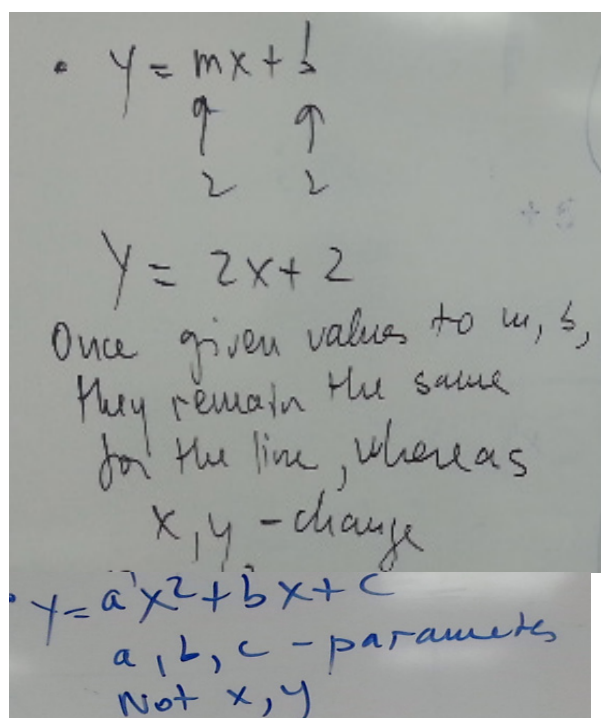 • y = mx + b
↑ ↑
2 2
y = 2x + 2
Once given values to m, b,
they remain the same
for the line, whereas
x, y - change
• y = ax² + bx + c
a, b, c - parameters
Not x, y